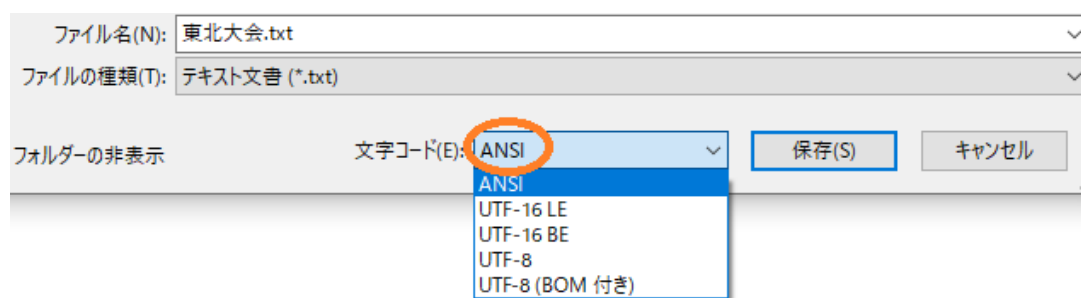 ファイル名(N): 東北大会.txt
ファイルの種類(T): テキスト文書 (*.txt)
フォルダーの非表示 文字コード(E): ANSI 保存(S) キャンセル
ANSI
UTF-16 LE
UTF-16 BE
UTF-8
UTF-8 (BOM 付き)